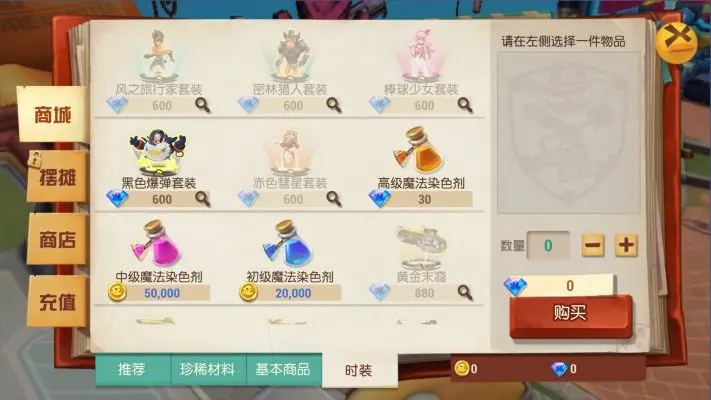 请在左侧选择一件物品
商城
摆摊
商店
充值
风之旅行家套装
密林猎人套装
棒球少女套装
600
600
600
黑色爆弹套装
赤色彗星套装
高级魔法染色剂
600
600
30
中级魔法染色剂
初级魔法染色剂
黄金末裔
50,000
20,000
880
数量
0
0
购买
推荐
珍稀材料
基本商品
时装
0
0